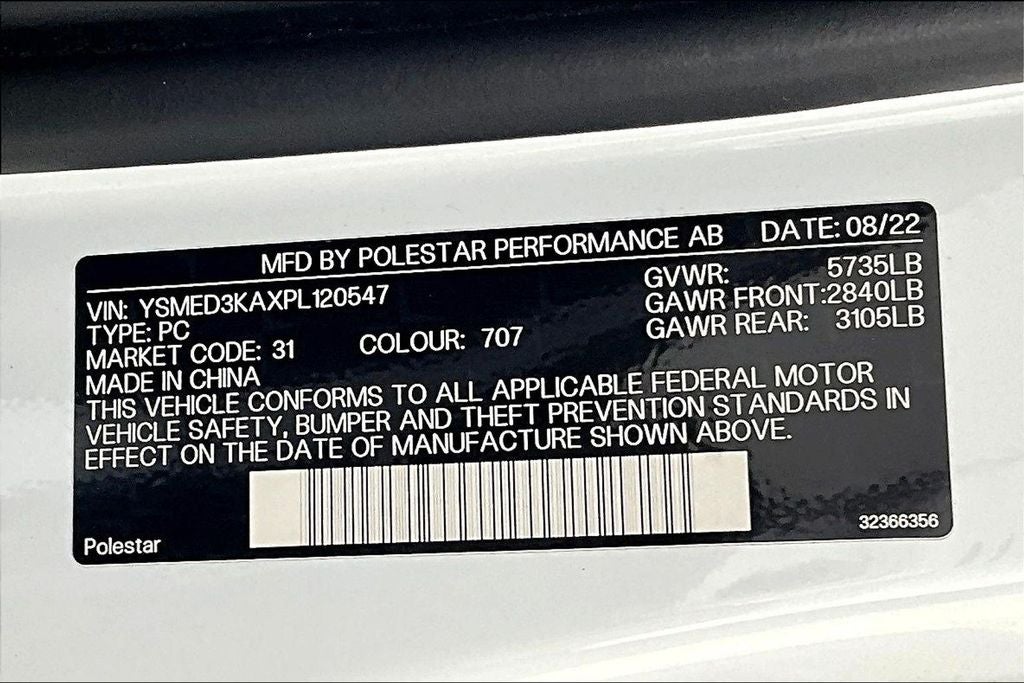 MFD BY POLESTAR PERFORMANCE AB DATE: 08/22
VIN: YSMED3KAXPL120547 GVWR: 5735LB
TYPE: PC GAWR FRONT:2840LB
MARKET CODE: 31 COLOUR: 707 GAWR REAR: 3105LB
MADE IN CHINA
THIS VEHICLE CONFORMS TO ALL APPLICABLE FEDERAL MOTOR
VEHICLE SAFETY, BUMPER AND THEFT PREVENTION STANDARDS IN
EFFECT ON THE DATE OF MANUFACTURE SHOWN ABOVE.
Polestar 32366356